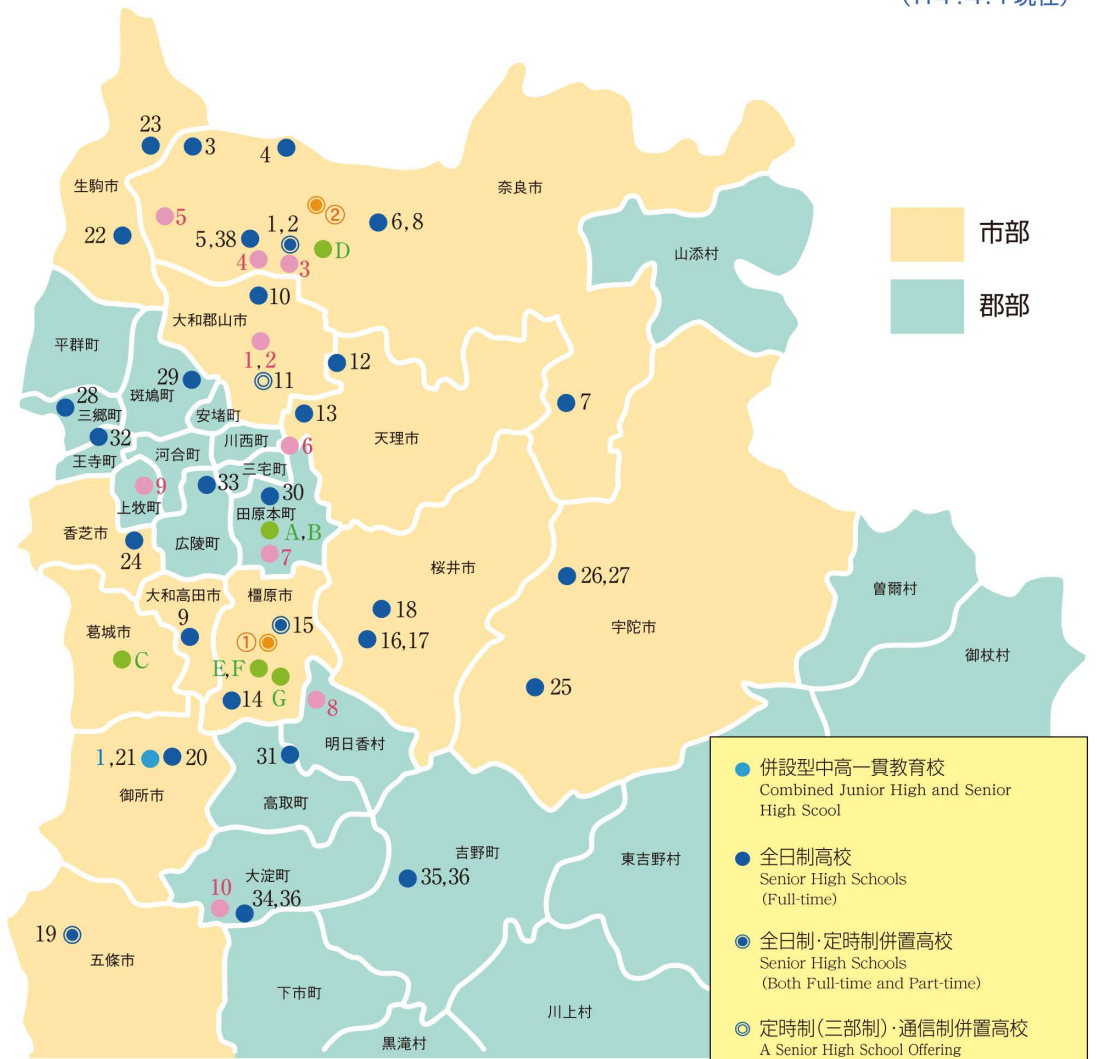 23
3
4
生駒市
奈良市
②
5
1,2
6,8
市部
22
5,38
D
山添村
4
3
10
郡部
大和郡山市
平群町
12
1,2
29
11
7
28
斑鳩町
13
三郷町
安堵町
天理市
32
川西町
6
王寺町
河合町
三宅町
9
33
30
上牧町
田原本町
香芝市
A,B
広陵町
24
7
桜井市
26,27
大和高田市
橿原市
曽爾村
9
18
15
宇陀市
葛城市
①
16,17
御杖村
C
E,F
G
25
14
8
明日香村
1,21
20
31
御所市
高取町
併設型中高一貫教育校
Combined Junior High and Senior
High Scool
吉野町
東吉野村
大淀町
全日制高校
Senior High Schools
(Full-time)
10
34,36
35,36
19
全日制・定時制併置高校
Senior High Schools
(Both Full-time and Part-time)
五條市
下市町
川上村
定時制(三部制)・通信制併置高校
A Senior High School Offering
黒滝村